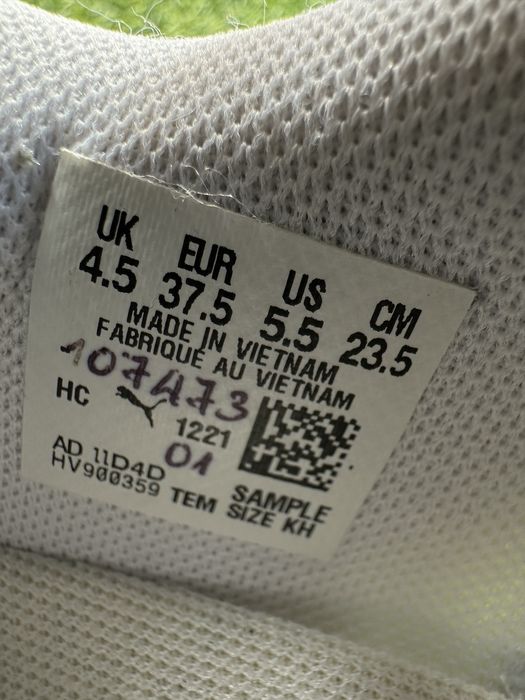 UK EUR US CM
4.5 37.5 5.5 23.5
MADE IN VIETNAM
FABRIQUE AU VIETNAM
107473
HC 1221
01
AD 11D4D
HV900359 TEM SAMPLE
SIZE KH